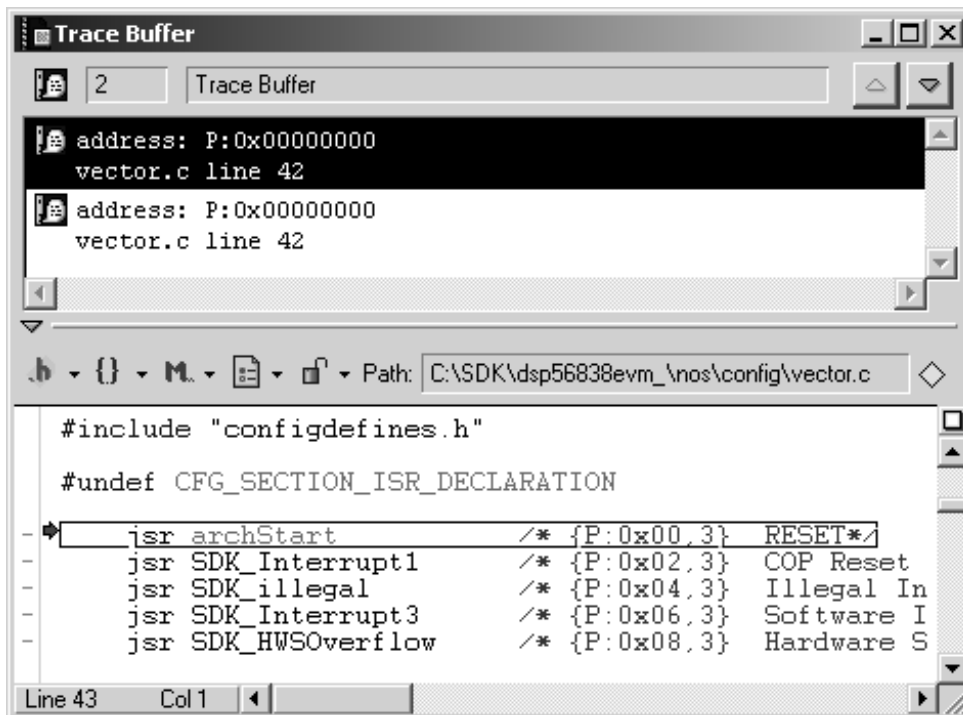 Trace Buffer
2 Trace Buffer
address: P:0x00000000
vector.c line 42
address: P:0x00000000
vector.c line 42
.h {} M. Path: C:\SDK\dsp56838evm_\nos\config\vector.c
#include "configdefines.h"
#undef CFG_SECTION_ISR_DECLARATION
jsr archStart /* {P:0x00,3} RESET*/
jsr SDK_Interrupt1 /* {P:0x02,3} COP Reset
jsr SDK_illegal /* {P:0x04,3} Illegal In
jsr SDK_Interrupt3 /* {P:0x06,3} Software I
jsr SDK_HWSOverflow /* {P:0x08,3} Hardware S
Line 43 Col 1